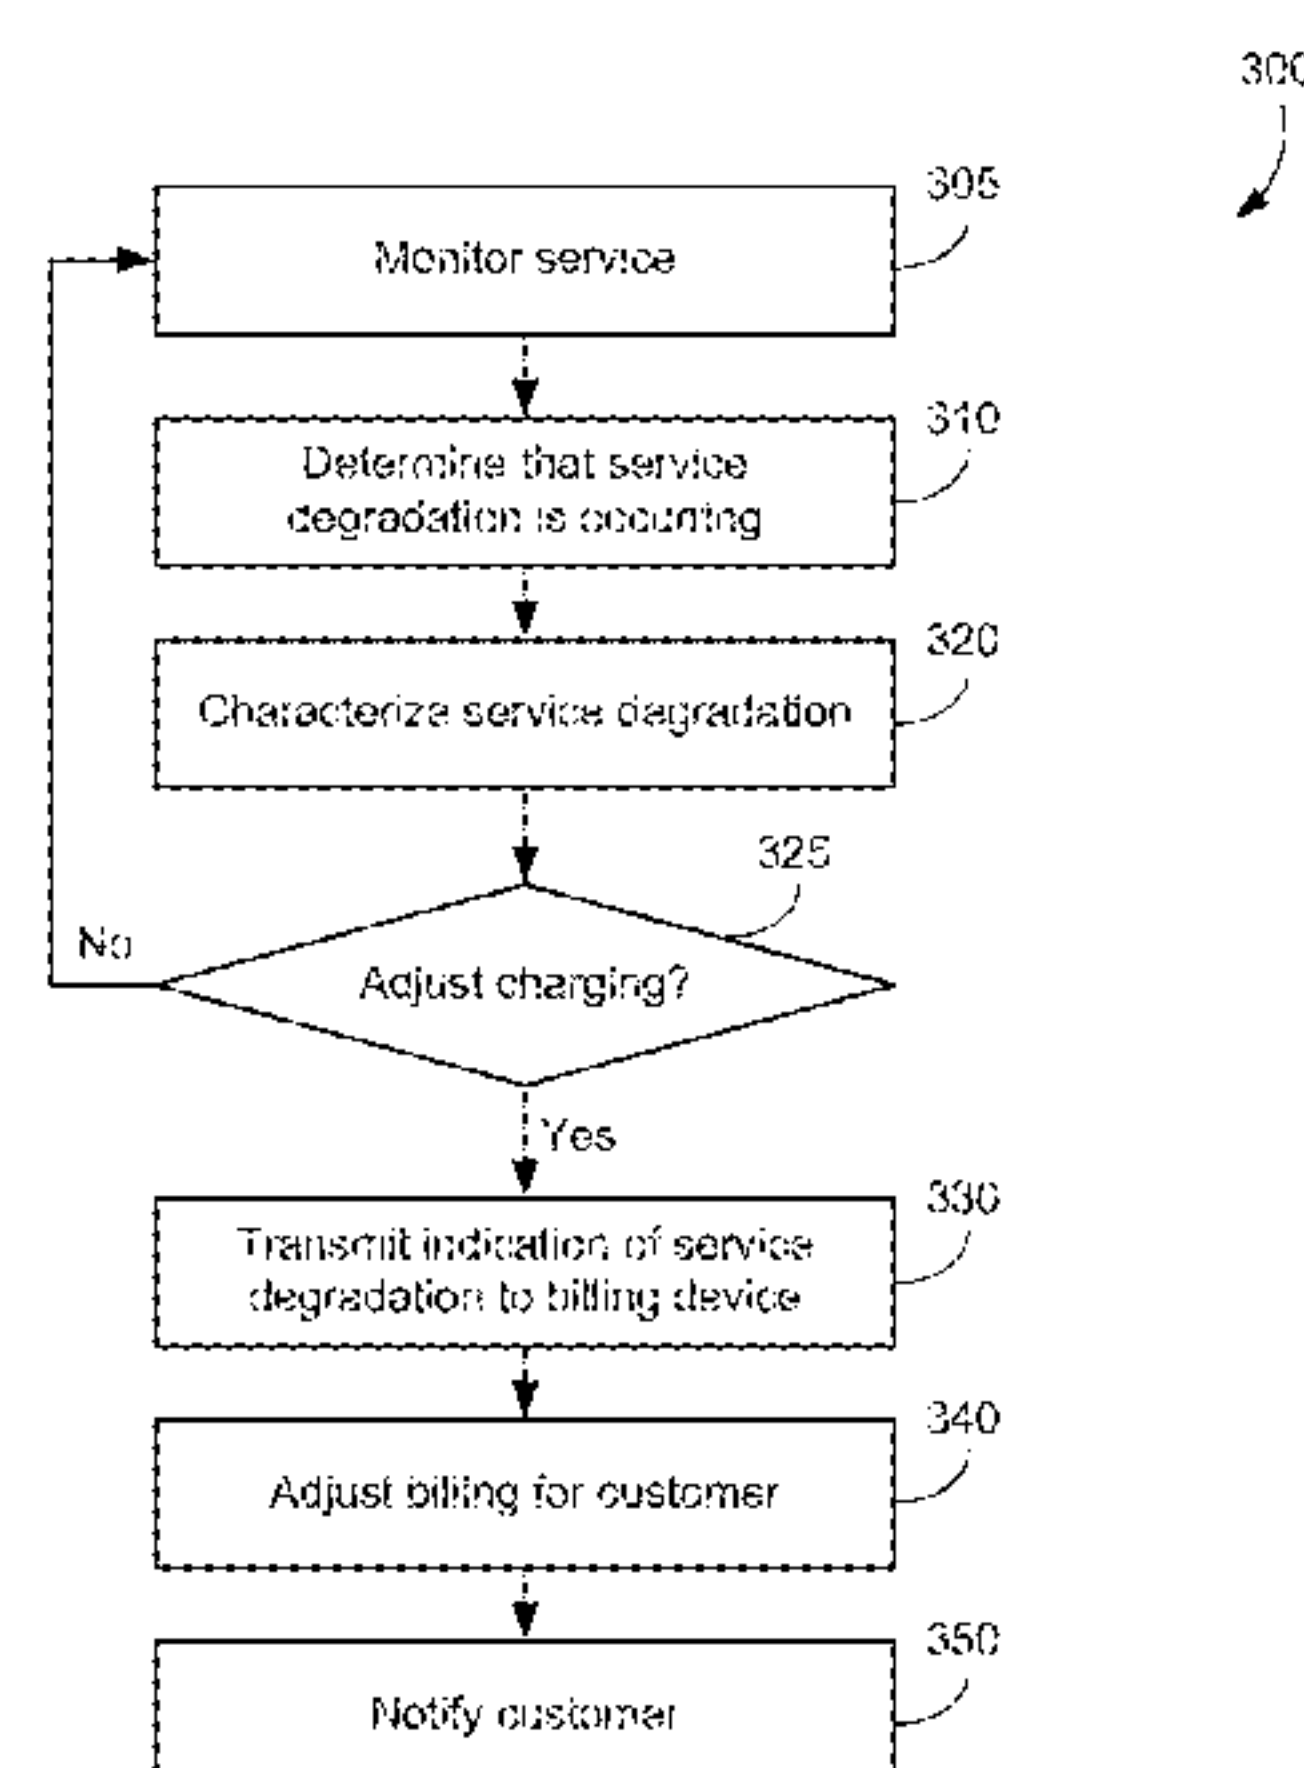 300
305
Monitor service
310
Determine that service
degradation is occurring
320
Characterize service degradation
325
No
Adjust charging?
Yes
330
Transmit indication of service
degradation to billing device
340
Adjust billing for customer
350
Notify customer